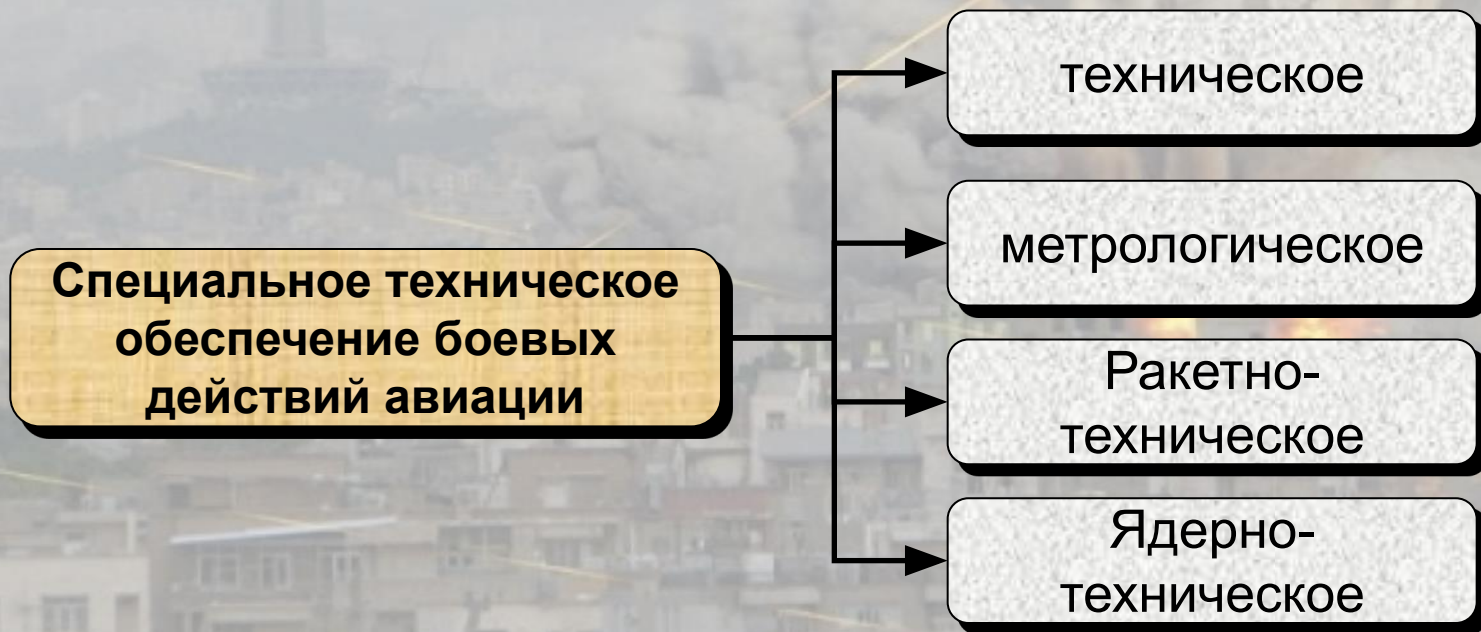 Специальное техническое
обеспечение боевых
действий авиации
техническое
метрологическое
Ракетно-
техническое
Ядерно-
техническое